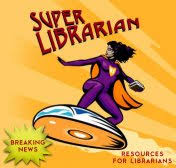 SUPER
LIBRARIAN
BREAKING
NEWS
RESOURCES
FOR LIBRARIANS